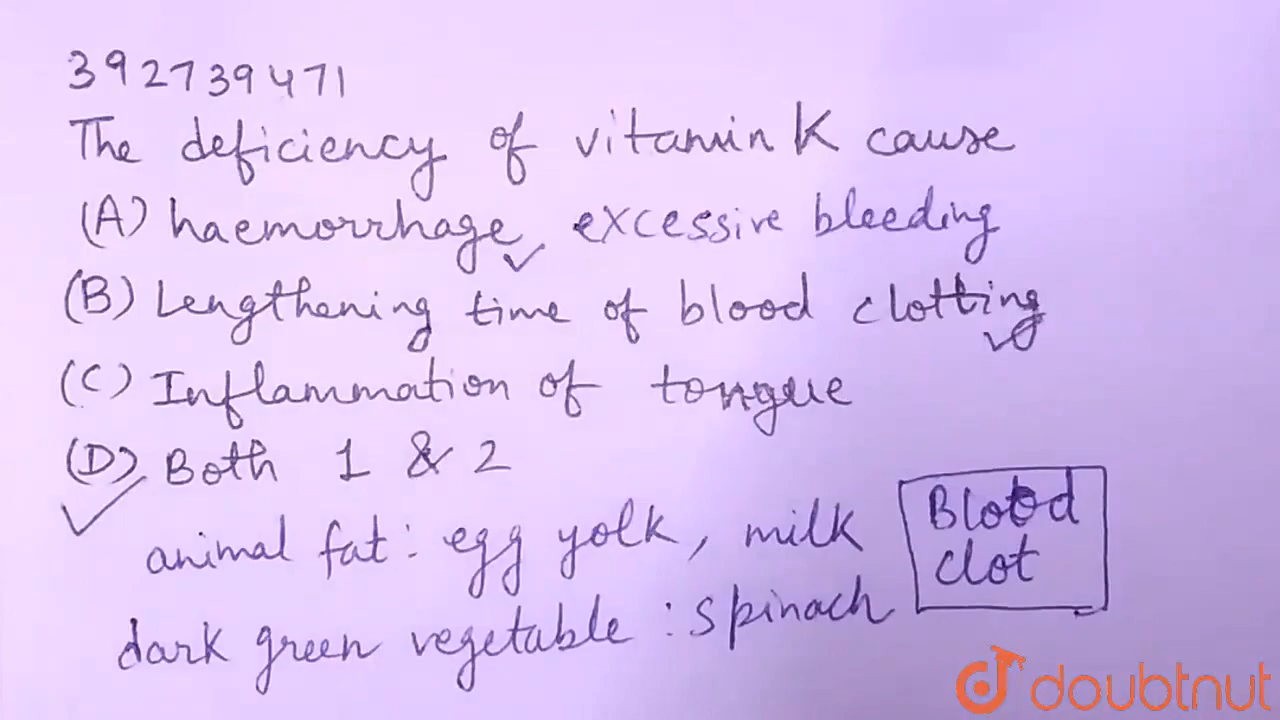 392739471
The deficiency of vitamin K cause
(A) haemorrhage, excessive bleeding
(B) Lengthening time of blood clotting
(C) Inflammation of tongue
(D) Both 1 & 2
animal fat: egg yolk, milk
Blood
clot
dark green vegetable : spinach
doubtnut